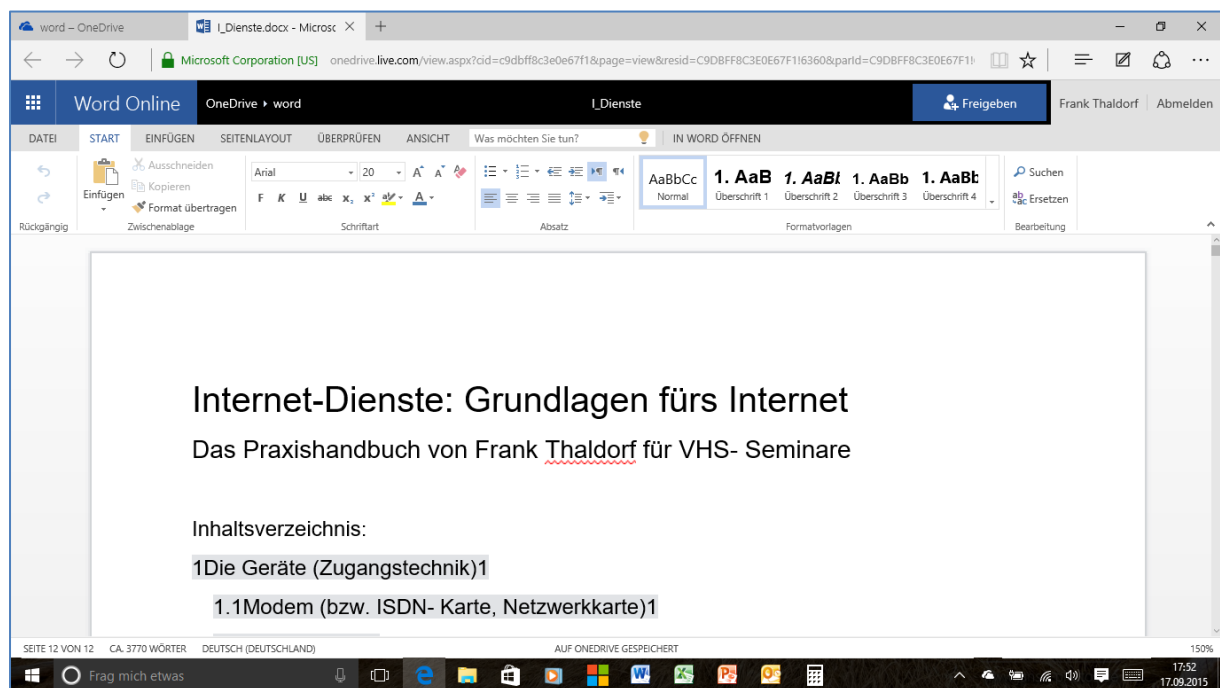 word – OneDrive
I_Dienste.docx - Microsc
Microsoft Corporation [US] onedrive.live.com/view.aspx?cid=c9dbff8c3e0e67f1&page=view&resid=C9DBFF8C3E0E67F1!6360&parId=C9DBFF8C3E0E67F1!
Word Online OneDrive word I_Dienste Freigeben Frank Thaldorf Abmelden
DATEI START EINFÜGEN SEITENLAYOUT ÜBERPRÜFEN ANSICHT Was möchten Sie tun? IN WORD ÖFFNEN
Einfügen
Ausschneiden
Kopieren
Format übertragen
Arial 20
F K U abc x₂ x² ab A
AaBbCc 1. AaB 1. AaBl 1. AaBb 1. AaBb
Normal Überschrift 1 Überschrift 2 Überschrift 3 Überschrift 4
Suchen
Ersetzen
Rückgängig Zwischenablage Schriftart Absatz Formatvorlagen Bearbeitung
Internet-Dienste: Grundlagen fürs Internet
Das Praxishandbuch von Frank Thaldorf für VHS- Seminare
Inhaltsverzeichnis:
1Die Geräte (Zugangstechnik)1
1.1Modem (bzw. ISDN- Karte, Netzwerkkarte)1
SEITE 12 VON 12 CA. 3770 WÖRTER DEUTSCH (DEUTSCHLAND) AUF ONEDRIVE GESPEICHERT 150%
Frag mich etwas
17:52
17.09.2015